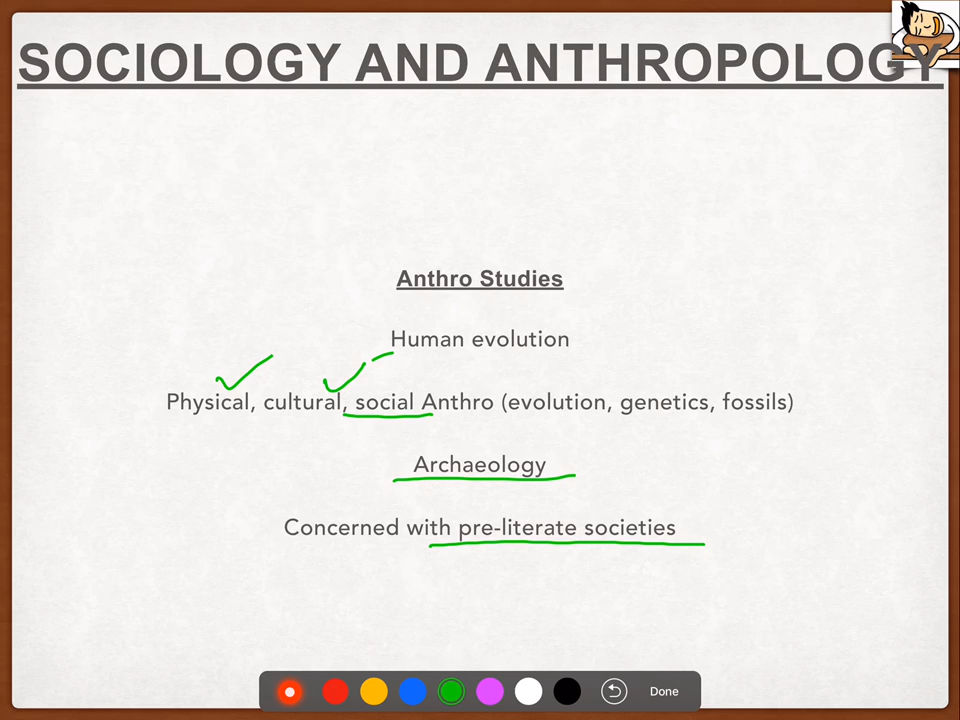 SOCIOLOGY AND ANTHROPOLOGY
Anthro Studies
Human evolution
Physical, cultural, social Anthro (evolution, genetics, fossils)
Archaeology
Concerned with pre-literate societies
Done